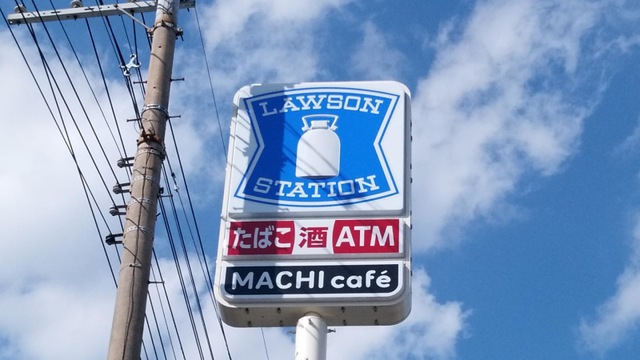 LAWSON
STATION
たばこ 酒 ATM
MACHI café